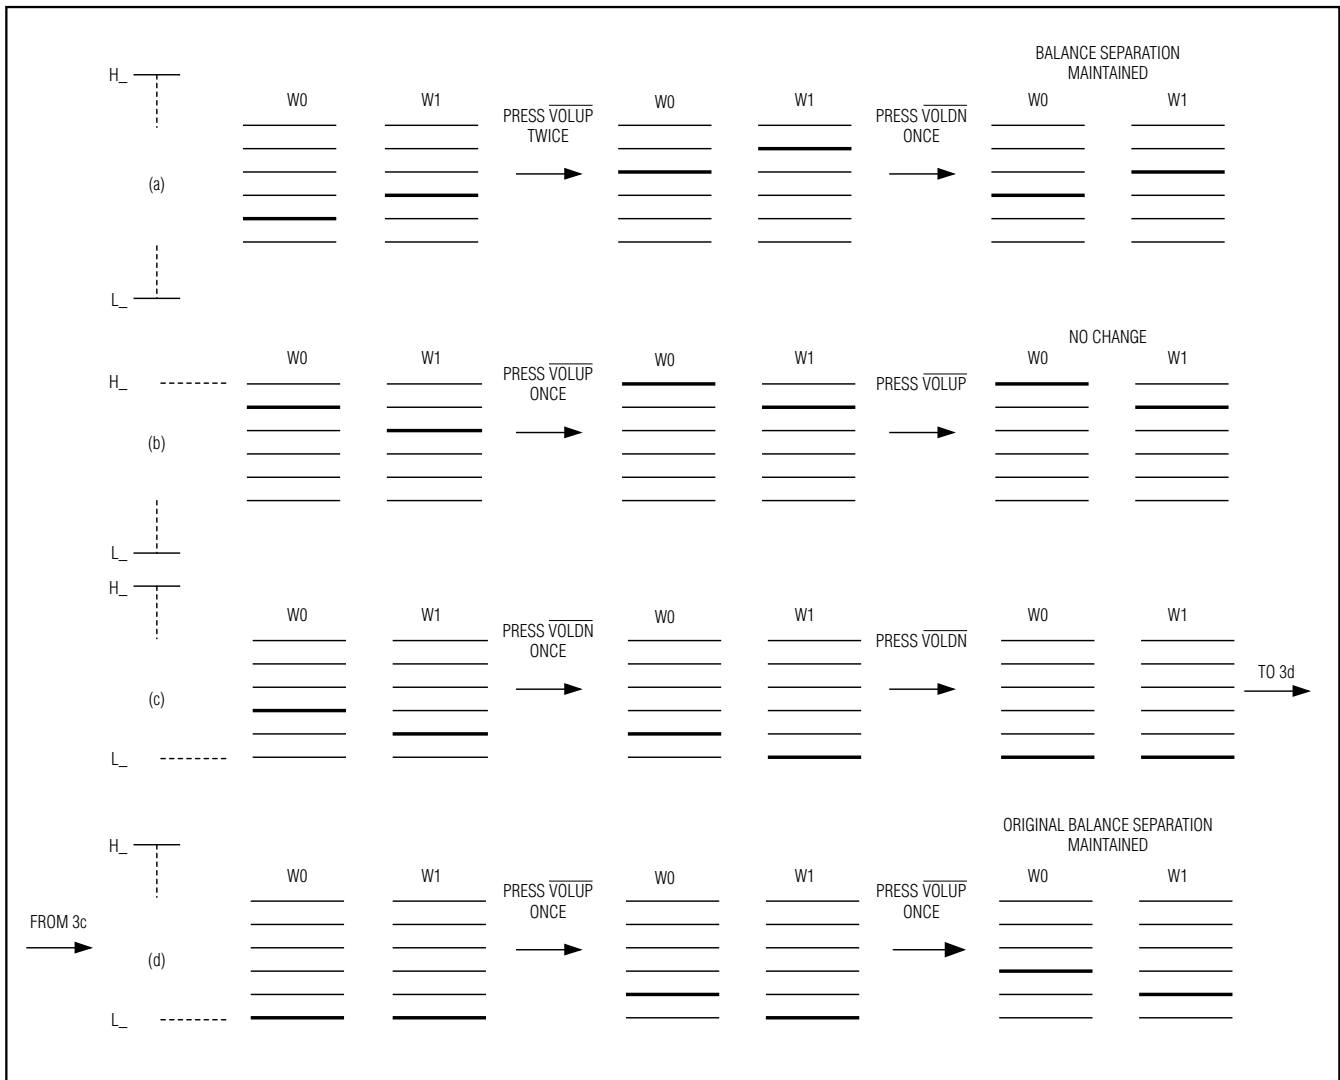 BALANCE SEPARATION
MAINTAINED
H_
W0 W1 W0 W1 W0 W1
PRESS VOLUP
TWICE
PRESS VOLDN
ONCE
(a)
L_
NO CHANGE
W0 W1 W0 W1 W0 W1
H_
PRESS VOLUP
ONCE
PRESS VOLUP
(b)
L_
H_
W0 W1 W0 W1 W0 W1
PRESS VOLDN
ONCE
PRESS VOLDN
TO 3d
(c)
L_
ORIGINAL BALANCE SEPARATION
MAINTAINED
H_
W0 W1 W0 W1 W0 W1
PRESS VOLUP
ONCE
PRESS VOLUP
ONCE
FROM 3c
(d)
L_